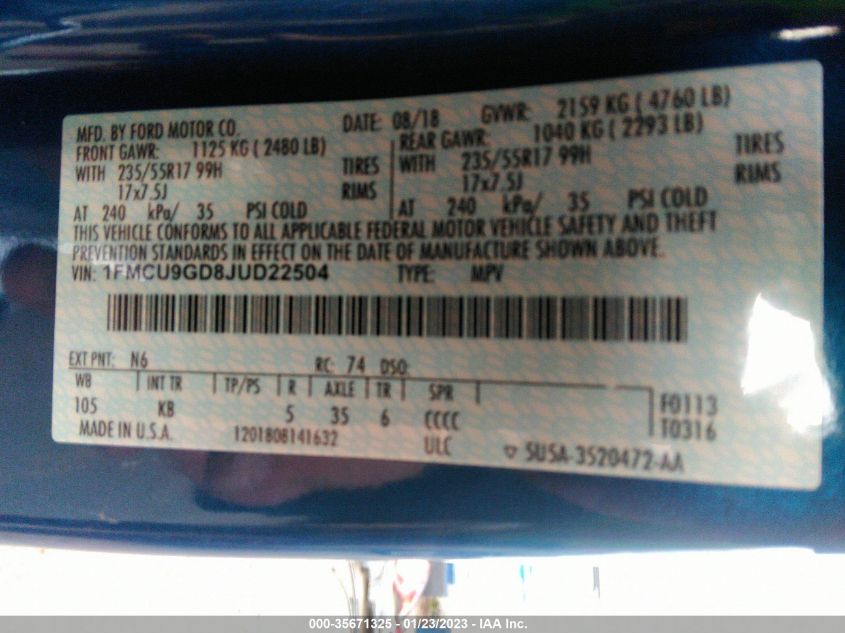 MFD. BY FORD MOTOR CO. DATE: 08/18 GVWR: 2159 KG ( 4760 LB)
FRONT GAWR: 1125 KG ( 2480 LB) REAR GAWR: 1040 KG ( 2293 LB)
WITH 235/55R17 99H TIRES WITH 235/55R17 99H TIRES
17x7.5J RIMS 17x7.5J RIMS
AT 240 kPa/ 35 PSI COLD AT 240 kPa/ 35 PSI COLD
THIS VEHICLE CONFORMS TO ALL APPLICABLE FEDERAL MOTOR VEHICLE SAFETY AND THEFT
PREVENTION STANDARDS IN EFFECT ON THE DATE OF MANUFACTURE SHOWN ABOVE.
VIN: 1FMCU9GD8JUD22504 TYPE: MPV
EXT PNT: N6 RC: 74 DSO:
WB INT TR TP/PS R AXLE TR SPR
105 KB 5 35 6 CCCC F0113
T0316
MADE IN U.S.A. 1201808141632 ULC 5U5A-3520472-AA
000-35671325 - 01/23/2023 - IAA Inc.